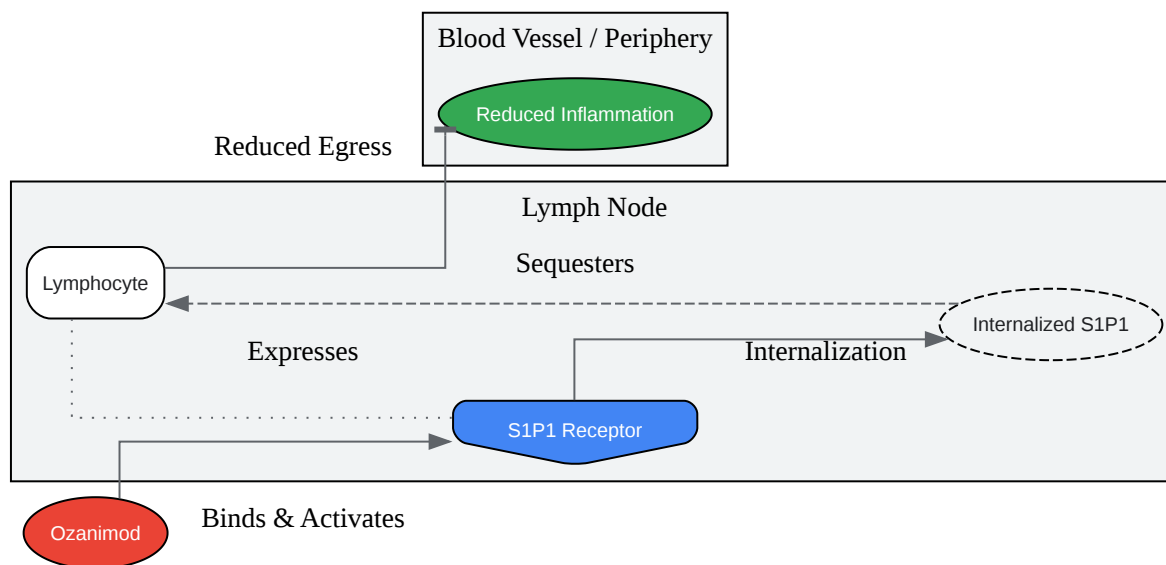 Blood Vessel / Periphery
Reduced Inflammation
Reduced Egress
Lymph Node
Sequesters
Lymphocyte
Internalized S1P1
Expresses
Internalization
S1P1 Receptor
Binds & Activates
Ozanimod